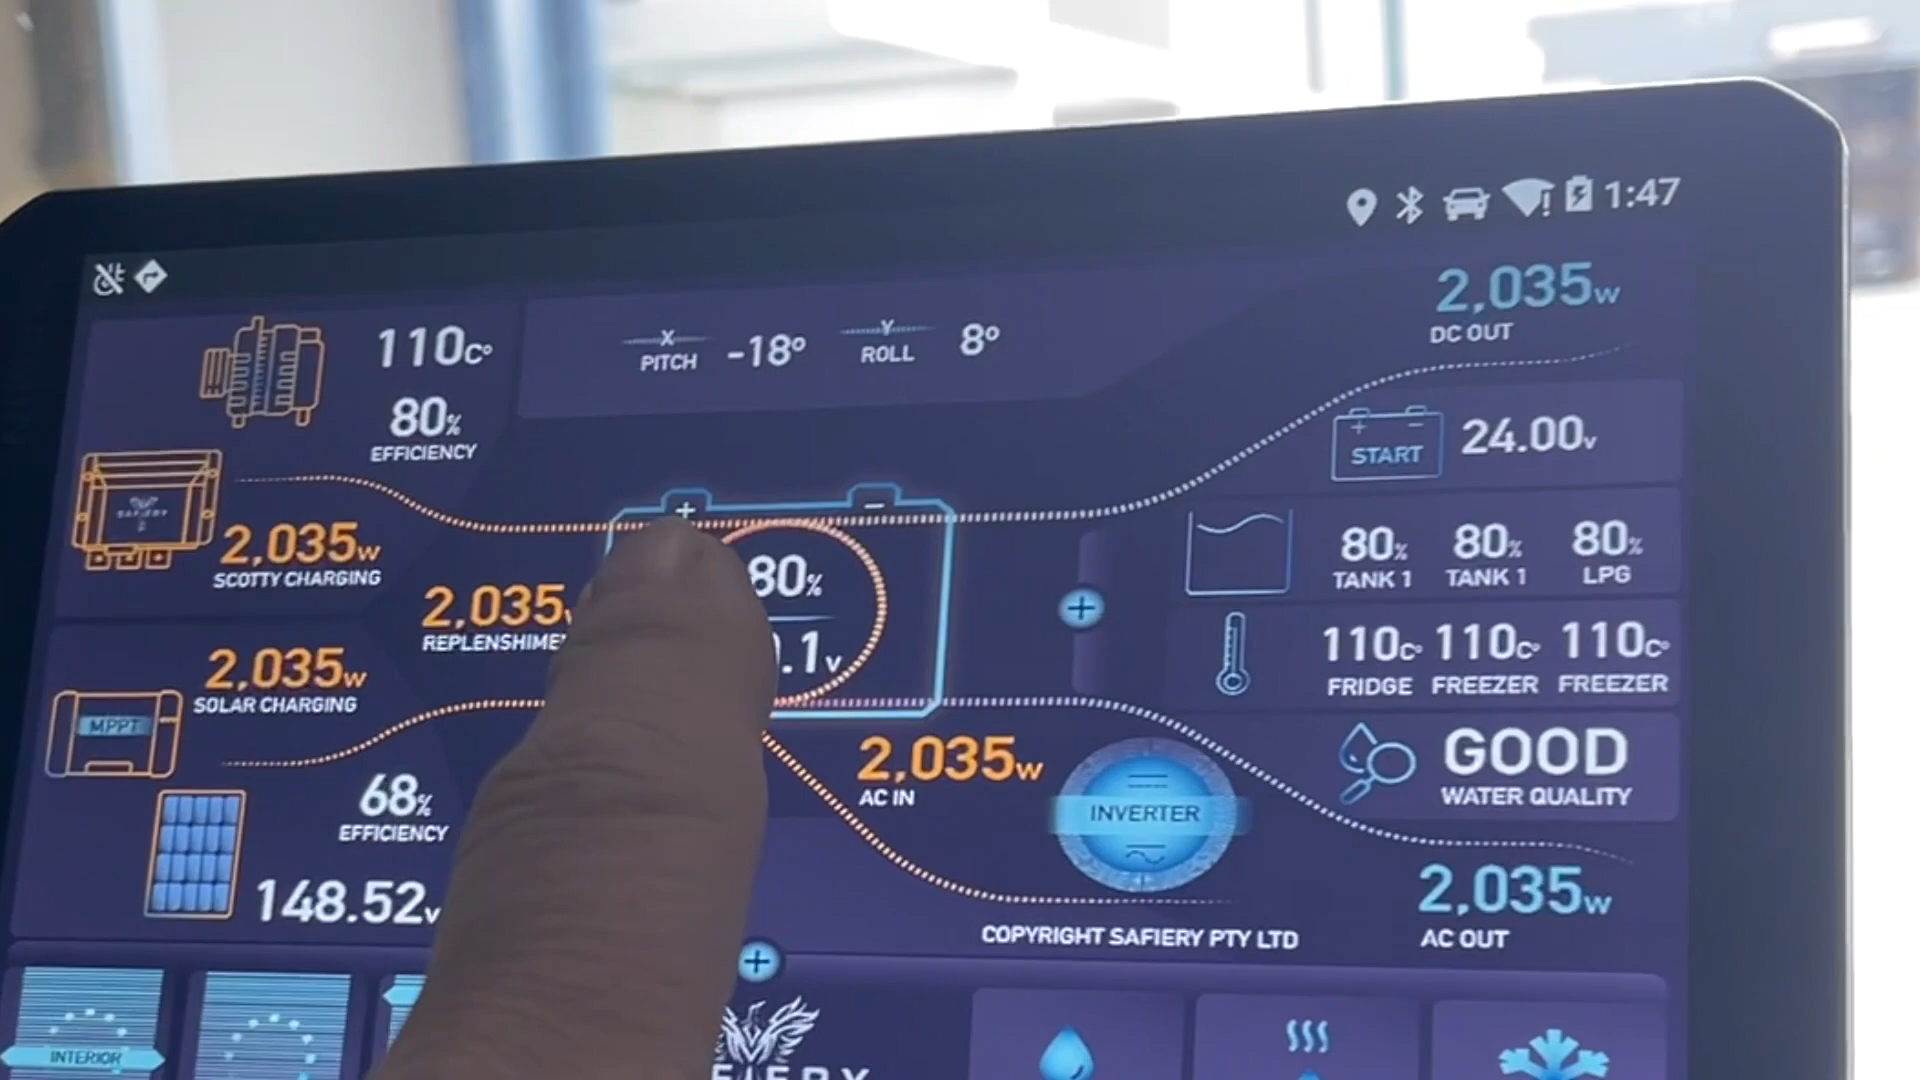 1:47
110C°
80%
EFFICIENCY
X
PITCH
-18°
Y
ROLL
8°
2,035w
DC OUT
START
24.00v
SAFIERY
2,035w
SCOTTY CHARGING
2,035
REPLENSHIME
80%
.1v
80%
TANK 1
80%
TANK 1
80%
LPG
110C°
FRIDGE
110C°
FREEZER
110C°
FREEZER
2,035w
SOLAR CHARGING
MPPT
68%
EFFICIENCY
148.52v
2,035w
AC IN
INVERTER
GOOD
WATER QUALITY
2,035w
AC OUT
COPYRIGHT SAFIERY PTY LTD
INTERIOR
FIERY